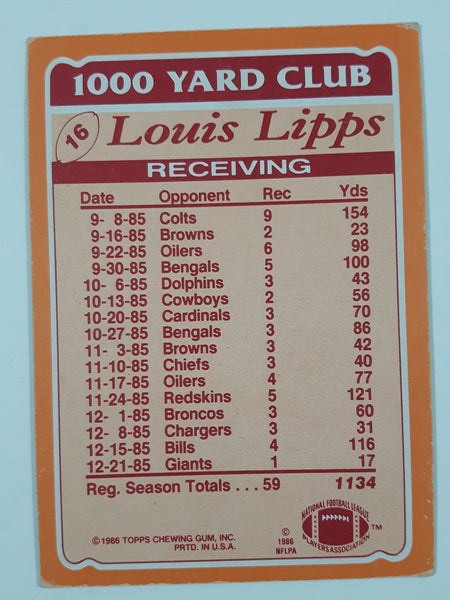 1000 YARD CLUB
16 Louis Lipps
RECEIVING
Date Opponent Rec Yds
9- 8-85 Colts 9 154
9-16-85 Browns 2 23
9-22-85 Oilers 6 98
9-30-85 Bengals 5 100
10- 6-85 Dolphins 3 43
10-13-85 Cowboys 2 56
10-20-85 Cardinals 3 70
10-27-85 Bengals 3 86
11- 3-85 Browns 3 42
11-10-85 Chiefs 3 40
11-17-85 Oilers 4 77
11-24-85 Redskins 5 121
12- 1-85 Broncos 3 60
12- 8-85 Chargers 3 31
12-15-85 Bills 4 116
12-21-85 Giants 1 17
Reg. Season Totals . . . 59 1134
©1986 TOPPS CHEWING GUM, INC.
PRTD. IN U.S.A.
©
1986
NFLPA
NATIONAL FOOTBALL LEAGUE
PLAYERS ASSOCIATION
TM